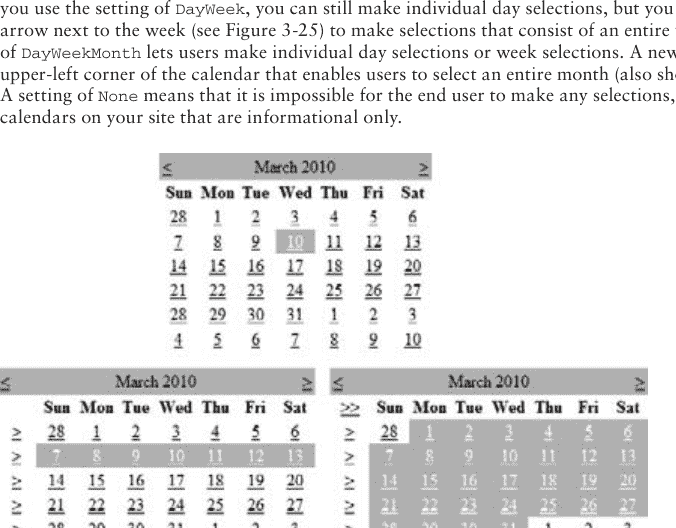 you use the setting of DayWeek, you can still make individual day selections, but you
arrow next to the week (see Figure 3-25) to make selections that consist of an entire
of DayWeekMonth lets users make individual day selections or week selections. A new
upper-left corner of the calendar that enables users to select an entire month (also sho
A setting of None means that it is impossible for the end user to make any selections,
calendars on your site that are informational only.
< March 2010 >
Sun Mon Tue Wed Thu Fri Sat
28 1 2 3 4 5 6
7 8 9 10 11 12 13
14 15 16 17 18 19 20
21 22 23 24 25 26 27
28 29 30 31 1 2 3
4 5 6 7 8 9 10
< March 2010 >
Sun Mon Tue Wed Thu Fri Sat
> 28 1 2 3 4 5 6
> 7 8 9 10 11 12 13
> 14 15 16 17 18 19 20
> 21 22 23 24 25 26 27
< March 2010 >
>> Sun Mon Tue Wed Thu Fri Sat
> 28 1 2 3 4 5 6
> 7 8 9 10 11 12 13
> 14 15 16 17 18 19 20
> 21 22 23 24 25 26 27